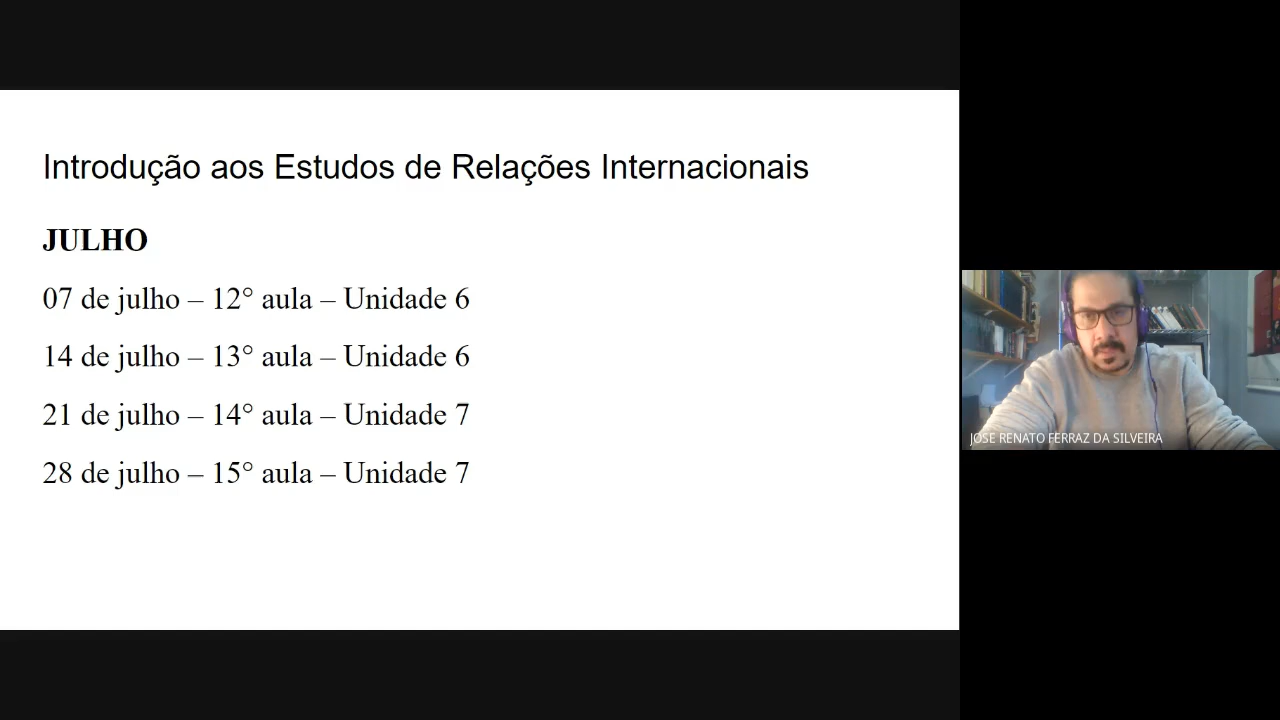 Introdução aos Estudos de Relações Internacionais
JULHO
07 de julho – 12° aula – Unidade 6
14 de julho – 13° aula – Unidade 6
21 de julho – 14° aula – Unidade 7
28 de julho – 15° aula – Unidade 7
JOSE RENATO FERRAZ DA SILVEIRA